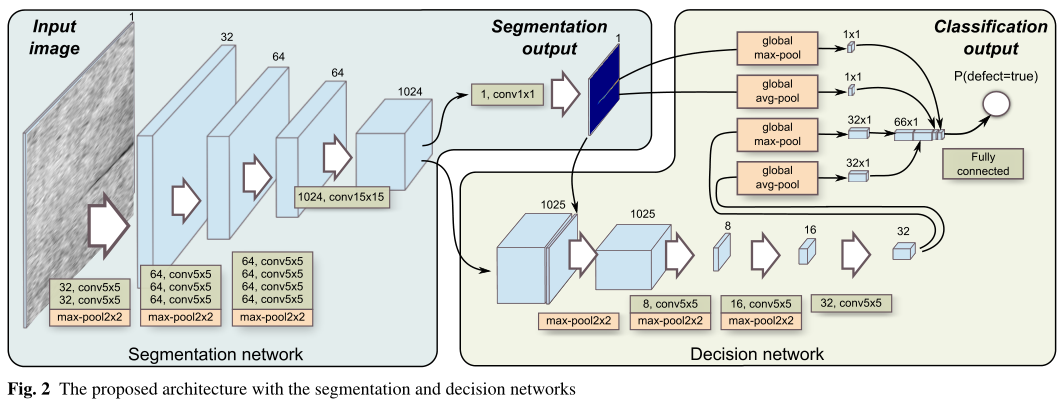 Input
image
1
32
64
64
1024
1024, conv15x15
32, conv5x5
32, conv5x5
max-pool2x2
64, conv5x5
64, conv5x5
64, conv5x5
max-pool2x2
64, conv5x5
64, conv5x5
64, conv5x5
64, conv5x5
max-pool2x2
Segmentation network
Segmentation
output
1, conv1x1
1
1025
1025
8
16
32
max-pool2x2
8, conv5x5
max-pool2x2
16, conv5x5
max-pool2x2
32, conv5x5
Decision network
global
max-pool
1x1
global
avg-pool
1x1
global
max-pool
32x1
global
avg-pool
32x1
66x1
Classification
output
P(defect=true)
Fully
connected
Fig. 2 The proposed architecture with the segmentation and decision networks